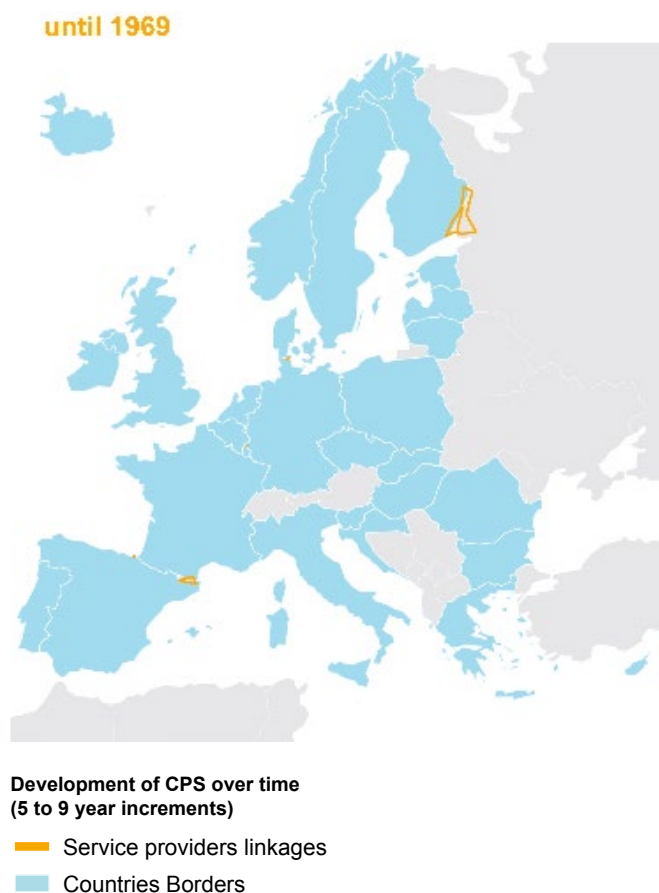 until 1969
Development of CPS over time
(5 to 9 year increments)
Service providers linkages
Countries Borders